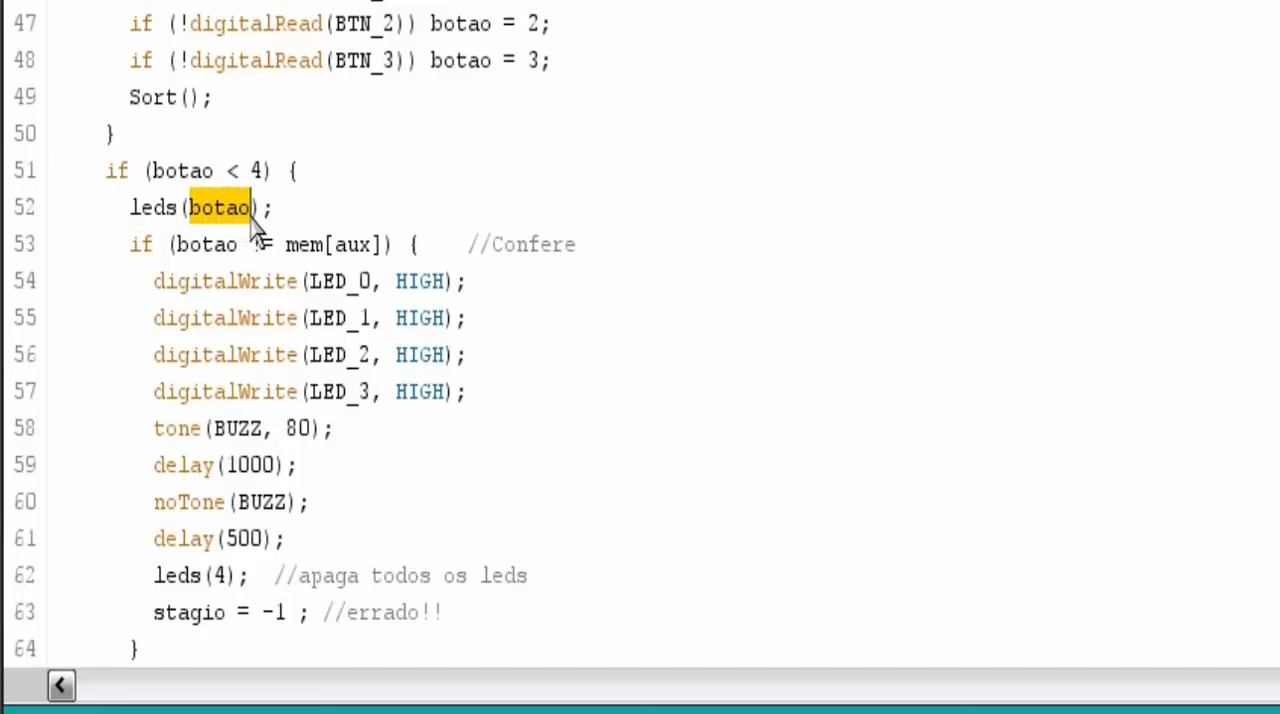 47 if (!digitalRead(BTN_2)) botao = 2;
48 if (!digitalRead(BTN_3)) botao = 3;
49 Sort();
50 }
51 if (botao < 4) {
52 leds(botao);
53 if (botao != mem[aux]) { //Confere
54 digitalWrite(LED_0, HIGH);
55 digitalWrite(LED_1, HIGH);
56 digitalWrite(LED_2, HIGH);
57 digitalWrite(LED_3, HIGH);
58 tone(BUZZ, 80);
59 delay(1000);
60 noTone(BUZZ);
61 delay(500);
62 leds(4); //apaga todos os leds
63 stagio = -1 ; //errado!!
64 }